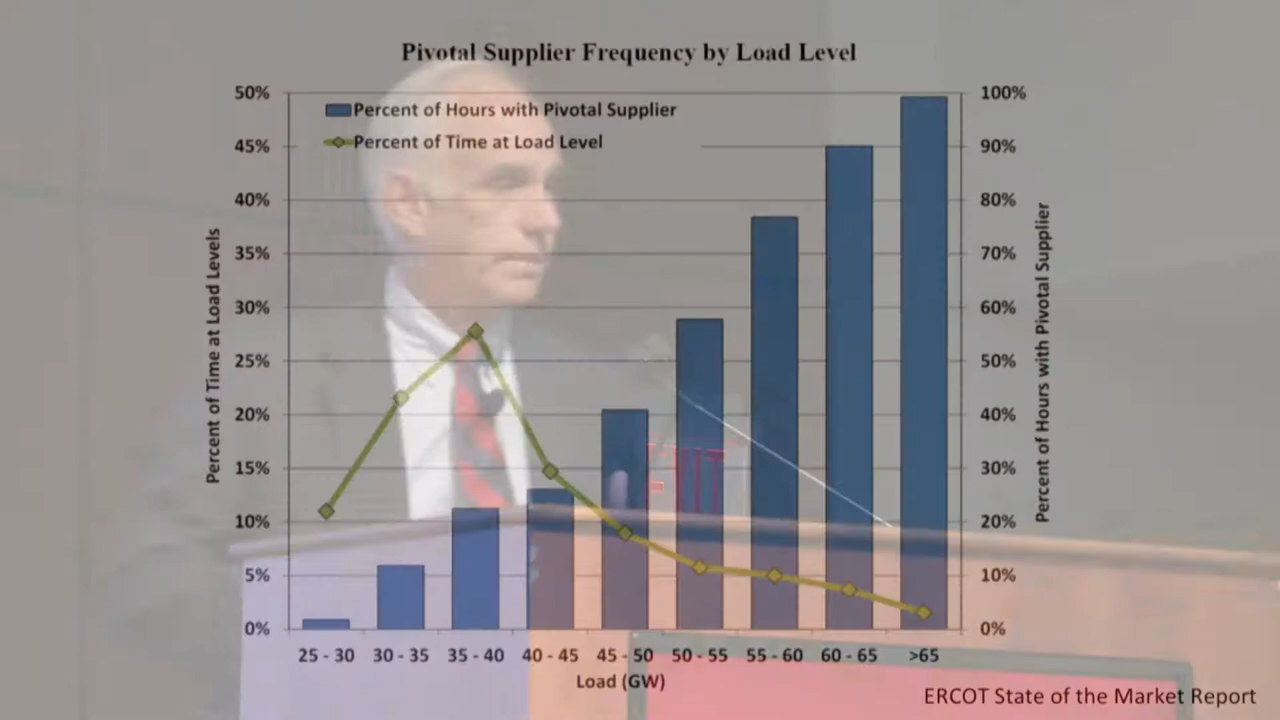 Pivotal Supplier Frequency by Load Level
Percent of Hours with Pivotal Supplier
Percent of Time at Load Level
50%
45%
40%
35%
30%
25%
20%
15%
10%
5%
0%
Percent of Time at Load Levels
100%
90%
80%
70%
60%
50%
40%
30%
20%
10%
0%
Percent of Hours with Pivotal Supplier
25 - 30 30 - 35 35 - 40 40 - 45 45 - 50 50 - 55 55 - 60 60 - 65 >65
Load (GW)
ERCOT State of the Market Report